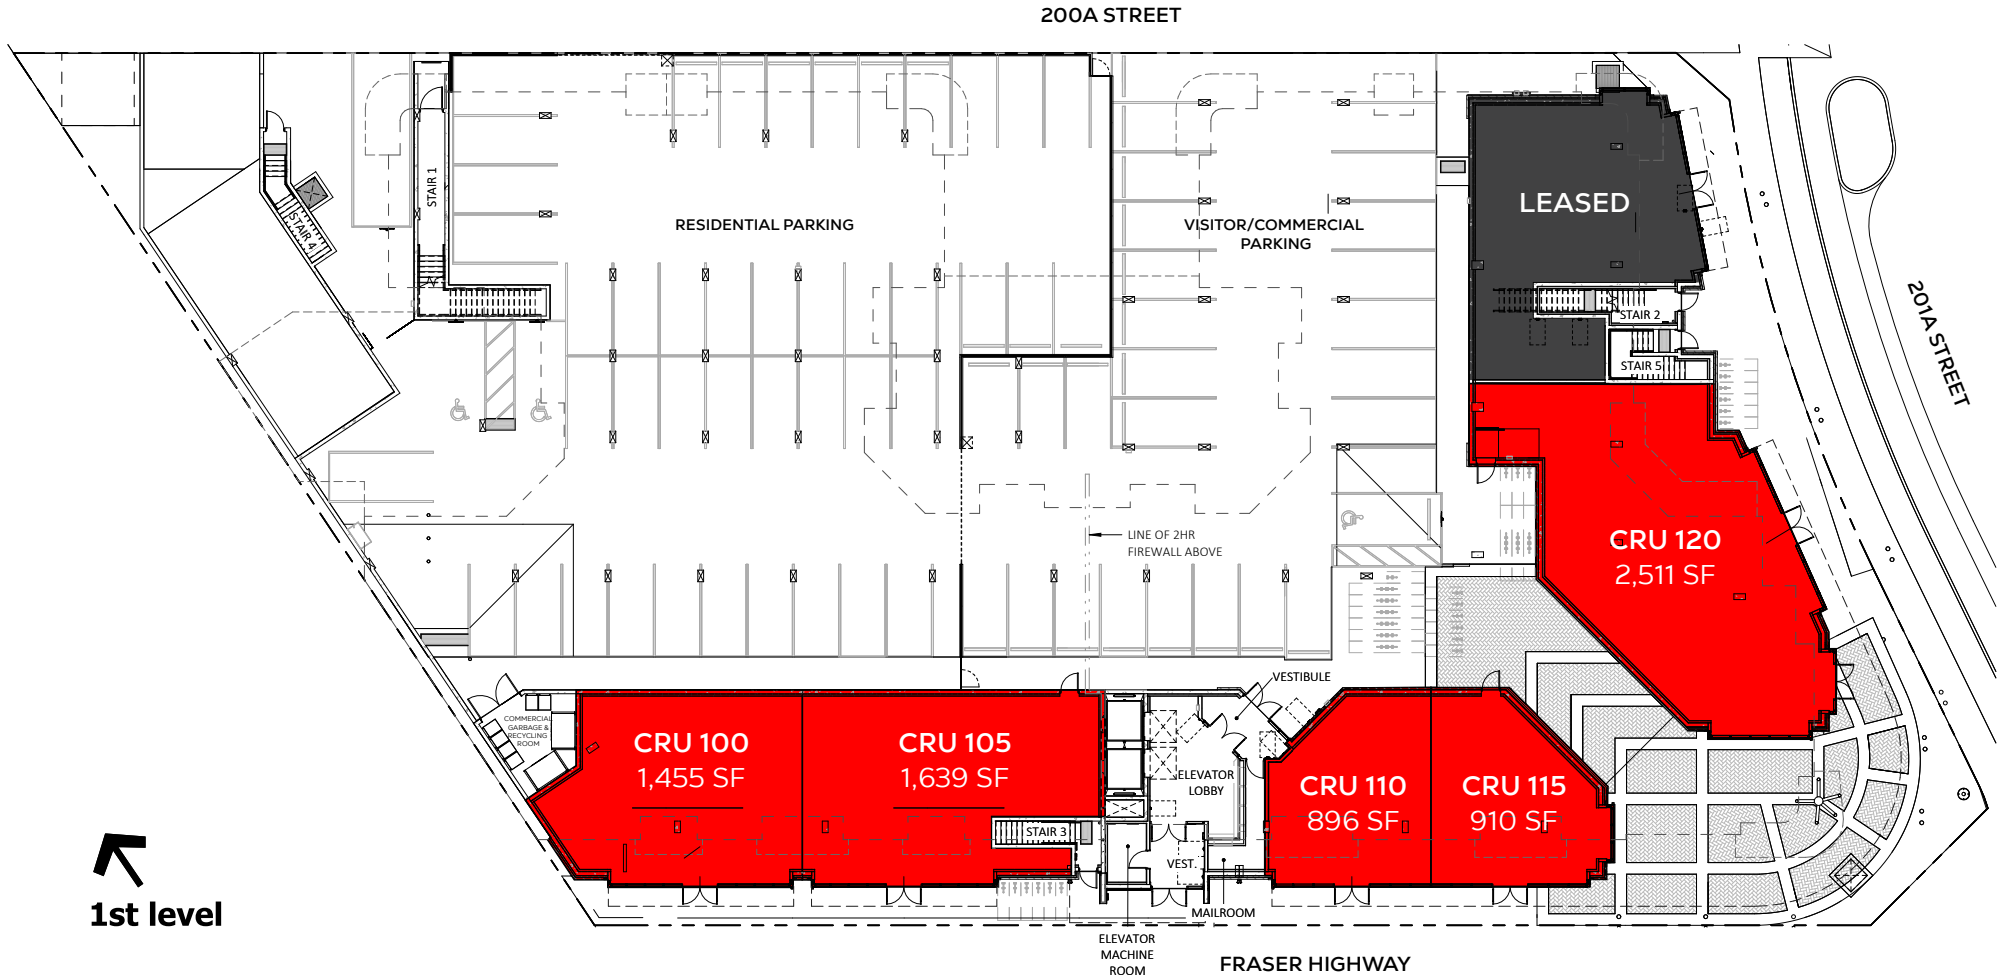 200A STREET
STAIR 1
STAIR 4
RESIDENTIAL PARKING
VISITOR/COMMERCIAL
PARKING
LEASED
STAIR 2
STAIR 5
201A STREET
LINE OF 2HR
FIREWALL ABOVE
CRU 120
2,511 SF
VESTIBULE
COMMERCIAL
GARBAGE &
RECYCLING
ROOM
CRU 100
1,455 SF
CRU 105
1,639 SF
ELEVATOR
LOBBY
CRU 110
896 SF
CRU 115
910 SF
STAIR 3
VEST.
MAILROOM
1st level
ELEVATOR
MACHINE
ROOM
FRASER HIGHWAY